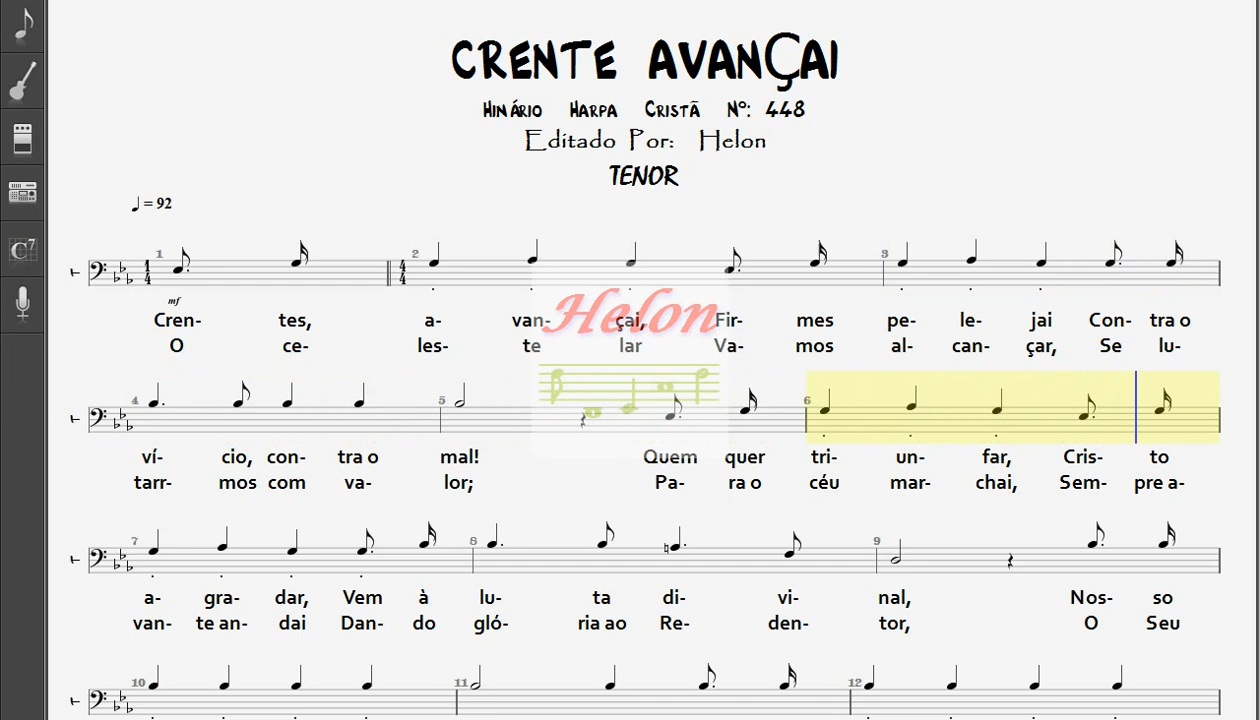 CRENTE AVANÇAI
HINÁRIO HARPA CRISTÃ Nº: 448
Editado Por: Helon
TENOR
= 92
1 2 3
mf
Cren- tes, a- van- çai, Fir- mes pe- le- jai Con- tra o
O ce- les- te lar Va- mos al- can- çar, Se lu-
Helon
4 5 6
ví- cio, con- tra o mal! Quem quer tri- un- far, Cris- to
tarr- mos com va- lor; Pa- ra o céu mar- chai, Sem- pre a-
7 8 9
a- gra- dar, Vem à lu- ta di- vi- nal, Nos- so
van- te an- dai Dan- do gló- ria ao Re- den- tor, O Seu
10 11 12